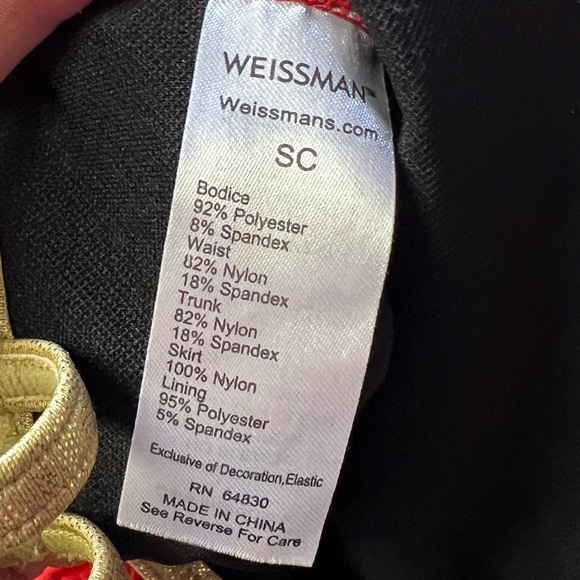 WEISSMAN™
Weissmans.com
SC
Bodice
92% Polyester
8% Spandex
Waist
82% Nylon
18% Spandex
Trunk
82% Nylon
18% Spandex
Skirt
100% Nylon
Lining
95% Polyester
5% Spandex
Exclusive of Decoration,Elastic
RN 64830
MADE IN CHINA
See Reverse For Care